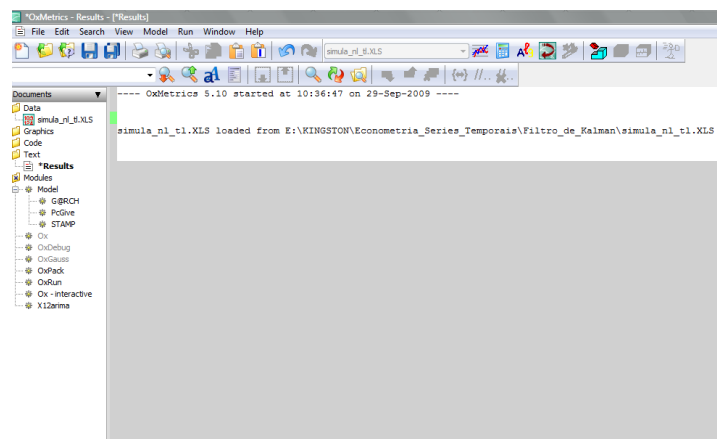 *OxMetrics - Results - [*Results]
File Edit Search View Model Run Window Help
simula_nl_tl.XLS
Documents
---- OxMetrics 5.10 started at 10:36:47 on 29-Sep-2009 ----
Data
simula_nl_tl.XLS
Graphics
simula_nl_tl.XLS loaded from E:\KINGSTON\Econometria_Series_Temporais\Filtro_de_Kalman\simula_nl_tl.XLS
Code
Text
*Results
Modules
Model
G@RCH
PcGive
STAMP
Ox
OxDebug
OxGauss
OxPack
OxRun
Ox - interactive
X12arima